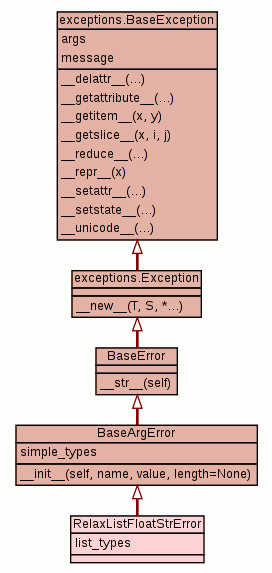 exceptions.BaseException
args
message
__delattr__(...)
__getattribute__(...)
__getitem__(x, y)
__getslice__(x, i, j)
__reduce__(...)
__repr__(x)
__setattr__(...)
__setstate__(...)
__unicode__(...)
exceptions.Exception
__new__(T, S, *...)
BaseError
__str__(self)
BaseArgError
simple_types
__init__(self, name, value, length=None)
RelaxListFloatStrError
list_types